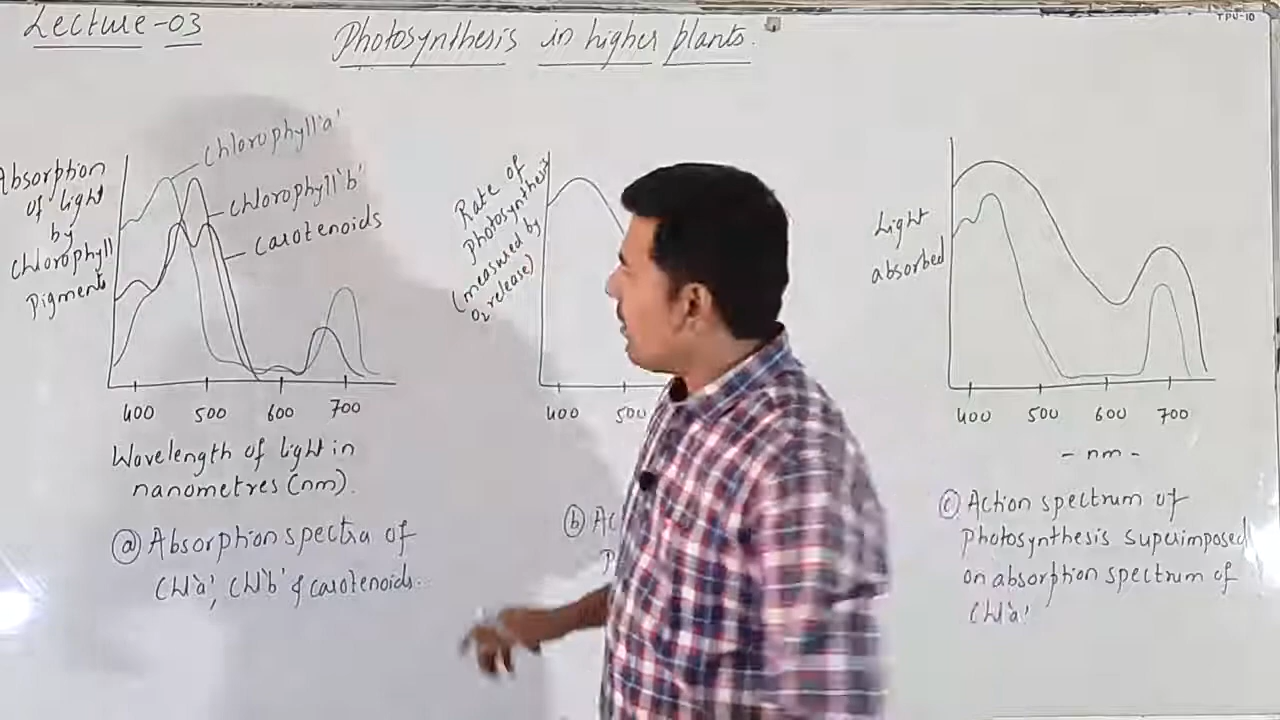 Lecture-03
Photosynthesis in higher plants.
TPU-10
Absorption
of light
by
chlorophyll
Pigments
chlorophyll 'a'
chlorophyll 'b'
carotenoids
400 500 600 700
Wavelength of light in
nanometres (nm).
(a) Absorption spectra of
Chl 'a', Chl 'b' & carotenoids.
Rate of
photosynthesis
(measured by
O2 release)
400 500
(b)
Light
absorbed
400 500 600 700
- nm -
(c) Action spectrum of
Photosynthesis superimposed
on absorption spectrum of
Chl 'a'